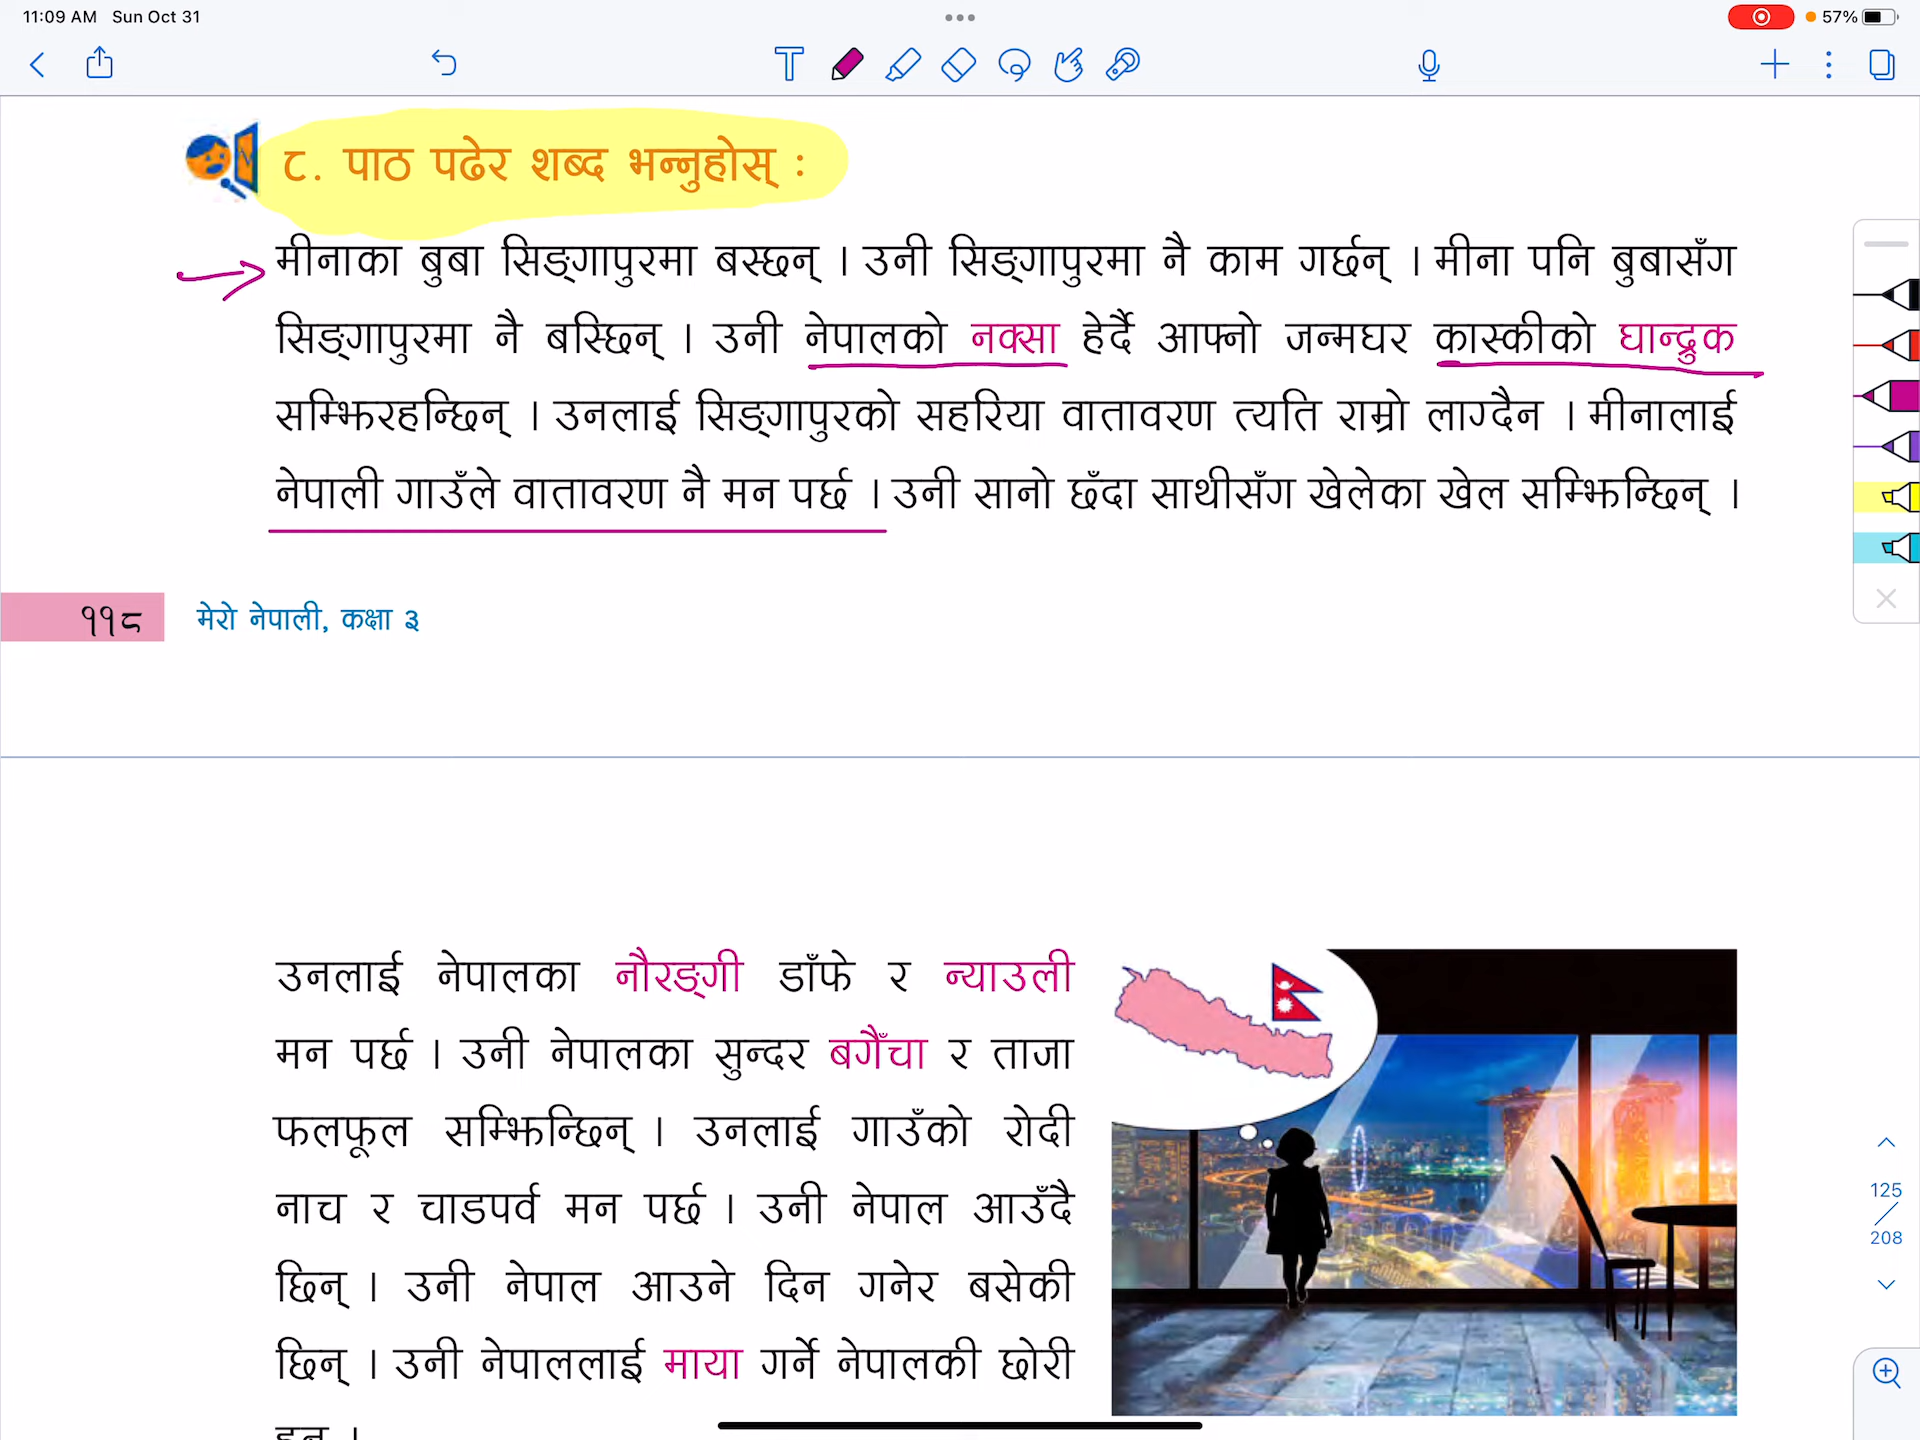 11:09 AM Sun Oct 31
57%
८. पाठ पढेर शब्द भन्नुहोस् :
मीनाका बुबा सिङ्गापुरमा बस्छन् । उनी सिङ्गापुरमा नै काम गर्छन् । मीना पनि बुबासँग
सिङ्गापुरमा नै बस्छिन् । उनी नेपालको नक्सा हेर्दै आफ्नो जन्मघर कास्कीको घान्द्रुक
सम्झिरहन्छिन् । उनलाई सिङ्गापुरको सहरिया वातावरण त्यति राम्रो लाग्दैन । मीनालाई
नेपाली गाउँले वातावरण नै मन पर्छ । उनी सानो छँदा साथीसँग खेलेका खेल सम्झिन्छिन् ।
११८ मेरो नेपाली, कक्षा ३
उनलाई नेपालका नौरङ्गी डाँफे र न्याउली
मन पर्छ । उनी नेपालका सुन्दर बगैँचा र ताजा
फलफूल सम्झिन्छिन् । उनलाई गाउँको रोदी
नाच र चाडपर्व मन पर्छ । उनी नेपाल आउँदै
छिन् । उनी नेपाल आउने दिन गनेर बसेकी
छिन् । उनी नेपाललाई माया गर्ने नेपालकी छोरी
125
208